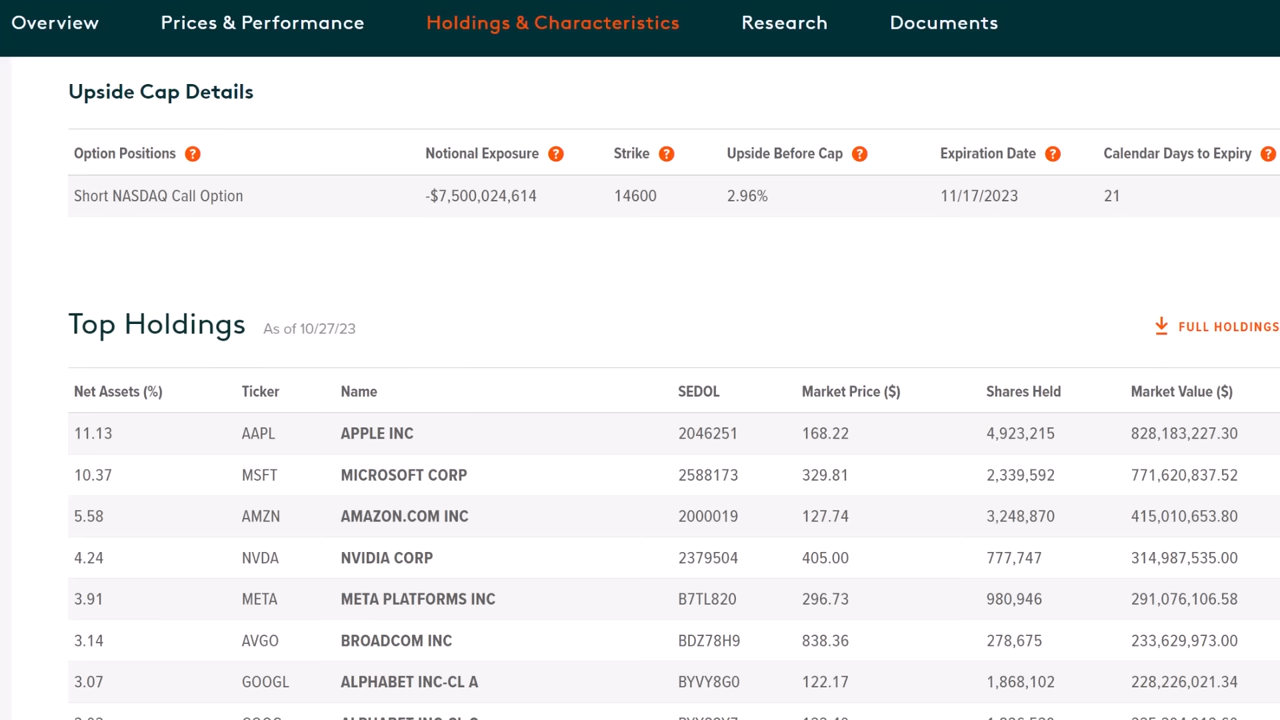 Overview Prices & Performance Holdings & Characteristics Research Documents
Upside Cap Details
Option Positions ? Notional Exposure ? Strike ? Upside Before Cap ? Expiration Date ? Calendar Days to Expiry ?
Short NASDAQ Call Option -$7,500,024,614 14600 2.96% 11/17/2023 21
Top Holdings As of 10/27/23 FULL HOLDINGS
Net Assets (%) Ticker Name SEDOL Market Price ($) Shares Held Market Value ($)
11.13 AAPL APPLE INC 2046251 168.22 4,923,215 828,183,227.30
10.37 MSFT MICROSOFT CORP 2588173 329.81 2,339,592 771,620,837.52
5.58 AMZN AMAZON.COM INC 2000019 127.74 3,248,870 415,010,653.80
4.24 NVDA NVIDIA CORP 2379504 405.00 777,747 314,987,535.00
3.91 META META PLATFORMS INC B7TL820 296.73 980,946 291,076,106.58
3.14 AVGO BROADCOM INC BDZ78H9 838.36 278,675 233,629,973.00
3.07 GOOGL ALPHABET INC-CL A BYVY8G0 122.17 1,868,102 228,226,021.34